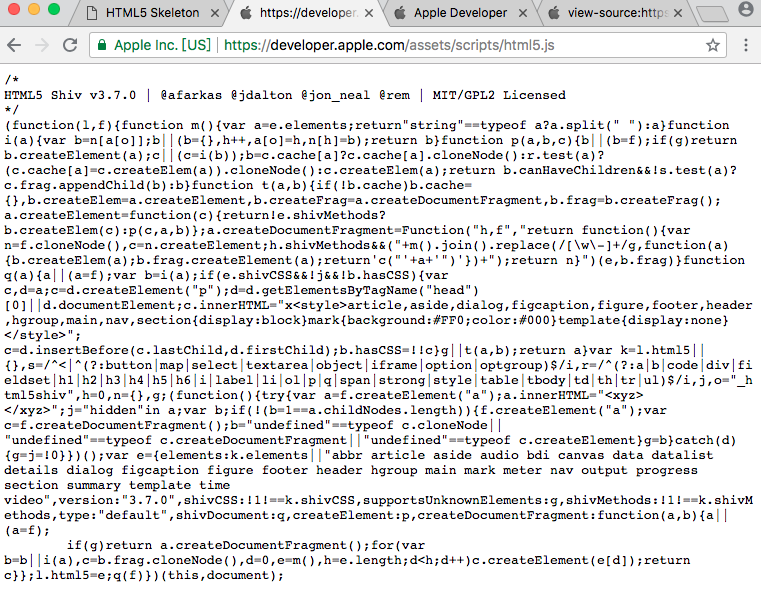 HTML5 Skeleton
https://developer.
Apple Developer
view-source:https
Apple Inc. [US] | https://developer.apple.com/assets/scripts/html5.js
/*
HTML5 Shiv v3.7.0 | @afarkas @jdalton @jon_neal @rem | MIT/GPL2 Licensed
*/
(function(l,f){function m(){var a=e.elements;return"string"==typeof a?a.split(" "):a}function
i(a){var b=n[a[o]];b||(b={},h++,a[o]=h,n[h]=b);return b}function p(a,b,c){b||(b=f);if(g)return
b.createElement(a);c||(c=i(b));b=c.cache[a]?c.cache[a].cloneNode():r.test(a)?
(c.cache[a]=c.createElem(a)).cloneNode():c.createElem(a);return b.canHaveChildren&&!s.test(a)?
c.frag.appendChild(b):b}function t(a,b){if(!b.cache)b.cache=
{},b.createElem=a.createElement,b.createFrag=a.createDocumentFragment,b.frag=b.createFrag();
a.createElement=function(c){return!e.shivMethods?
b.createElem(c):p(c,a,b)};a.createDocumentFragment=Function("h,f","return function(){var
n=f.cloneNode(),c=n.createElement;h.shivMethods&&("+m().join().replace(/[\w\-]+/g,function(a)
{b.createElem(a);b.frag.createElement(a);return'c("'+a+'")'})+");return n}")(e,b.frag)}function
q(a){a||(a=f);var b=i(a);if(e.shivCSS&&!j&&!b.hasCSS){var
c,d=a;c=d.createElement("p");d=d.getElementsByTagName("head")
[0]||d.documentElement;c.innerHTML="x<style>article,aside,dialog,figcaption,figure,footer,header
,hgroup,main,nav,section{display:block}mark{background:#FF0;color:#000}template{display:none}
</style>";
c=d.insertBefore(c.lastChild,d.firstChild);b.hasCSS=!!c}g||t(a,b);return a}var k=l.html5||
{},s=/^<|^(?:button|map|select|textarea|object|iframe|option|optgroup)$/i,r=/^(?:a|b|code|div|fi
eldset|h1|h2|h3|h4|h5|h6|i|label|li|ol|p|q|span|strong|style|table|tbody|td|th|tr|ul)$/i,j,o="_h
tml5shiv",h=0,n={},g;(function(){try{var a=f.createElement("a");a.innerHTML="<xyz>
</xyz>";j="hidden"in a;var b;if(!(b=1==a.childNodes.length)){f.createElement("a");var
c=f.createDocumentFragment();b="undefined"==typeof c.cloneNode||
"undefined"==typeof c.createDocumentFragment||"undefined"==typeof c.createElement}g=b}catch(d)
{g=j=!0}})();var e={elements:k.elements||"abbr article aside audio bdi canvas data datalist
details dialog figcaption figure footer header hgroup main mark meter nav output progress
section summary template time
video",version:"3.7.0",shivCSS:!1!==k.shivCSS,supportsUnknownElements:g,shivMethods:!1!==k.shivM
ethods,type:"default",shivDocument:q,createElement:p,createDocumentFragment:function(a,b){a||
(a=f);
if(g)return a.createDocumentFragment();for(var
b=b||i(a),c=b.frag.cloneNode(),d=0,e=m(),h=e.length;d<h;d++)c.createElement(e[d]);return
c}};l.html5=e;q(f)})(this,document);